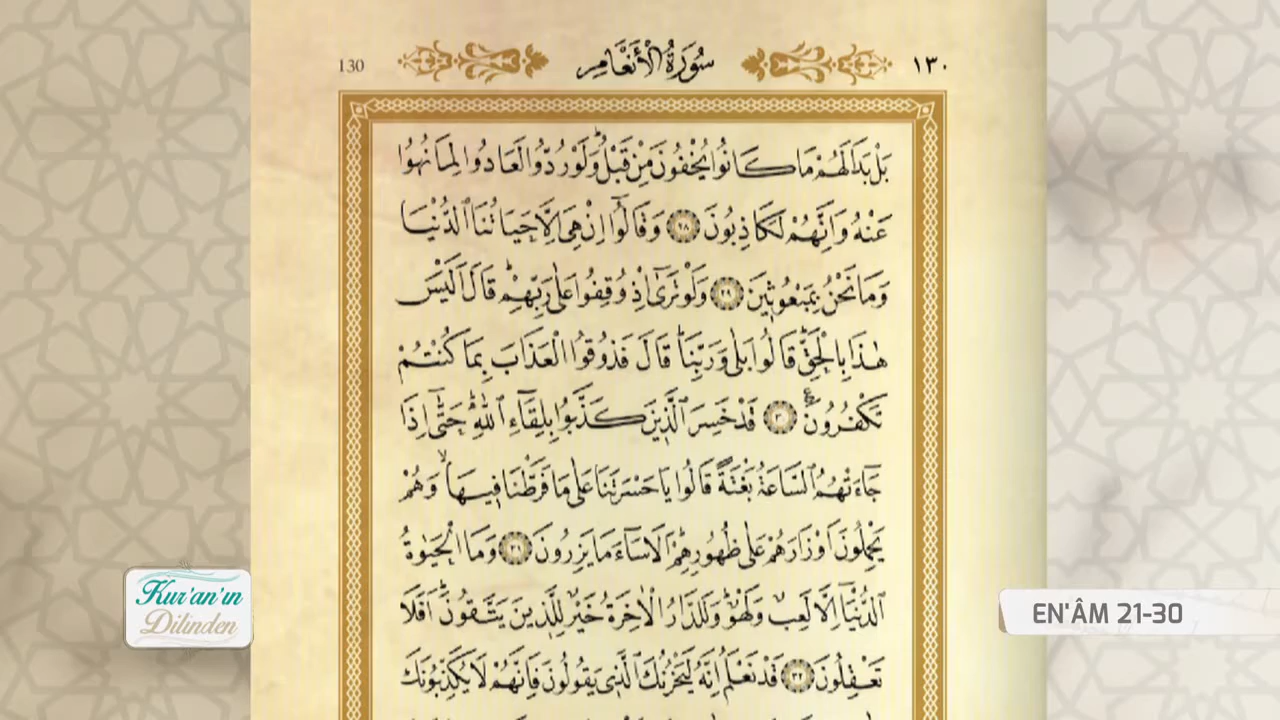 130 سُورَةُ الْأَنْعَامِ ١٣٠
بَلْ بَدَا لَهُمْ مَا كَانُوا يُخْفُونَ مِنْ قَبْلُۜ وَلَوْ رُدُّوا لَعَادُوا لِمَا نُهُوا
عَنْهُ وَاِنَّهُمْ لَكَاذِبُونَ ﴿٢٨﴾ وَقَالُٓوا اِنْ هِيَ اِلَّا حَيَاتُنَا الدُّنْيَا
وَمَا نَحْنُ بِمَبْعُوثٖينَ ﴿٢٩﴾ وَلَوْ تَرٰٓى اِذْ وُقِفُوا عَلٰى رَبِّهِمْۜ قَالَ اَلَيْسَ
هٰذَا بِالْحَقِّۜ قَالُوا بَلٰى وَرَبِّنَاۜ قَالَ فَذُوقُوا الْعَذَابَ بِمَا كُنْتُمْ
تَكْفُرُونَࣖ ﴿٣٠﴾ قَدْ خَسِرَ الَّذٖينَ كَذَّبُوا بِلِقَٓاءِ اللّٰهِۜ حَتّٰٓى اِذَا
جَٓاءَتْهُمُ السَّاعَةُ بَغْتَةً قَالُوا يَا حَسْرَتَنَا عَلٰى مَا فَرَّطْنَا فٖيهَاۙ وَهُمْ
يَحْمِلُونَ اَوْزَارَهُمْ عَلٰى ظُهُورِهِمْۜ اَلَا سَٓاءَ مَا يَزِرُونَ ﴿٣١﴾ وَمَا الْحَيٰوةُ
الدُّنْيَٓا اِلَّا لَعِبٌ وَلَهْوٌۜ وَلَلدَّارُ الْاٰخِرَةُ خَيْرٌ لِلَّذٖينَ يَتَّقُونَۜ اَفَلَا
تَعْقِلُونَ ﴿٣٢﴾ قَدْ نَعْلَمُ اِنَّهُ لَيَحْزُنُكَ الَّذٖي يَقُولُونَ فَاِنَّهُمْ لَا يُكَذِّبُونَكَ
Kur'an'ın
Dilinden
EN'ÂM 21-30